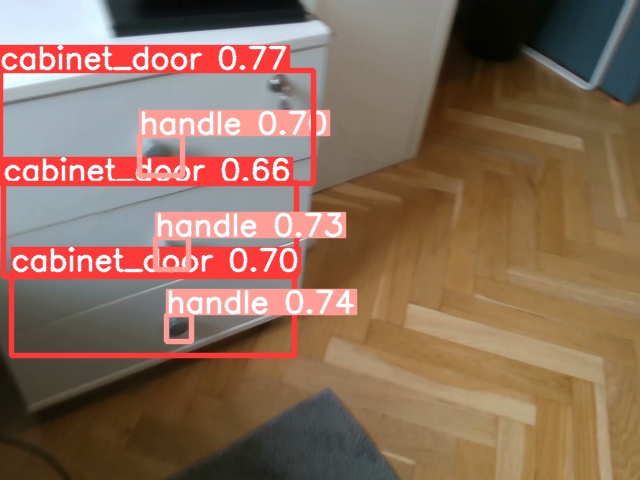 cabinet_door 0.77
handle 0.70
cabinet_door 0.66
handle 0.73
cabinet_door 0.70
handle 0.74